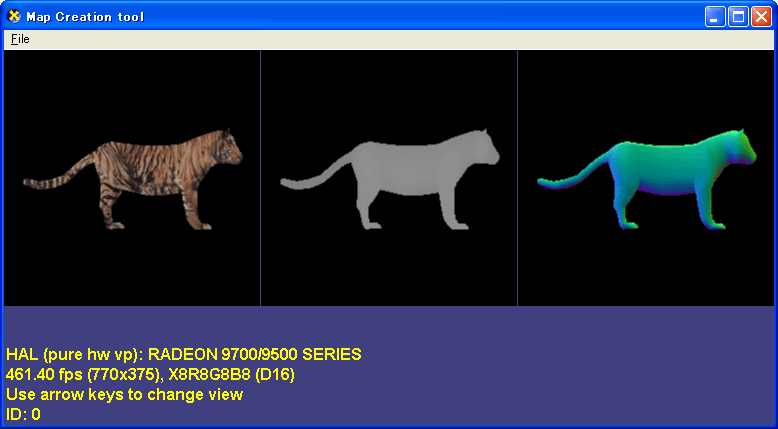 Map Creation tool
File
HAL (pure hw vp): RADEON 9700/9500 SERIES
461.40 fps (770x375), X8R8G8B8 (D16)
Use arrow keys to change view
ID: 0